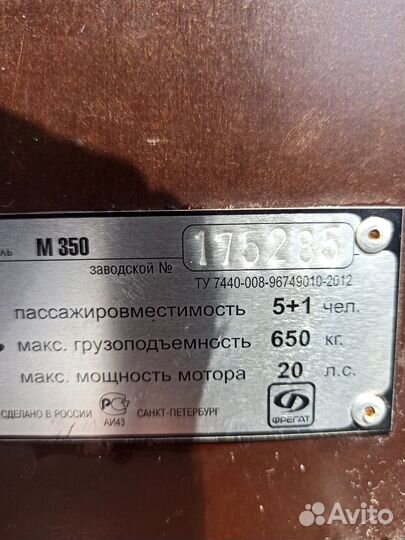 М 350
заводской № 175285
ТУ 7440-008-96749010-2012
пассажировместимость 5+1 чел.
макс. грузоподъемность 650 кг.
макс. мощность мотора 20 л.с.
СДЕЛАНО В РОССИИ АИ43 САНКТ-ПЕТЕРБУРГ ФРЕГАТ
Avito